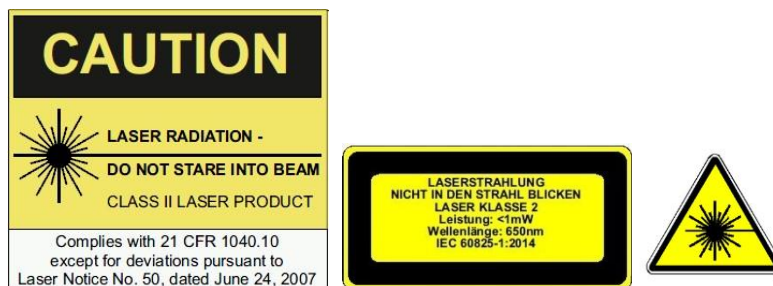 CAUTION
LASER RADIATION -
DO NOT STARE INTO BEAM
CLASS II LASER PRODUCT
Complies with 21 CFR 1040.10
except for deviations pursuant to
Laser Notice No. 50, dated June 24, 2007
LASERSTRAHLUNG
NICHT IN DEN STRAHL BLICKEN
LASER KLASSE 2
Leistung: <1mW
Wellenlänge: 650nm
IEC 60825-1:2014